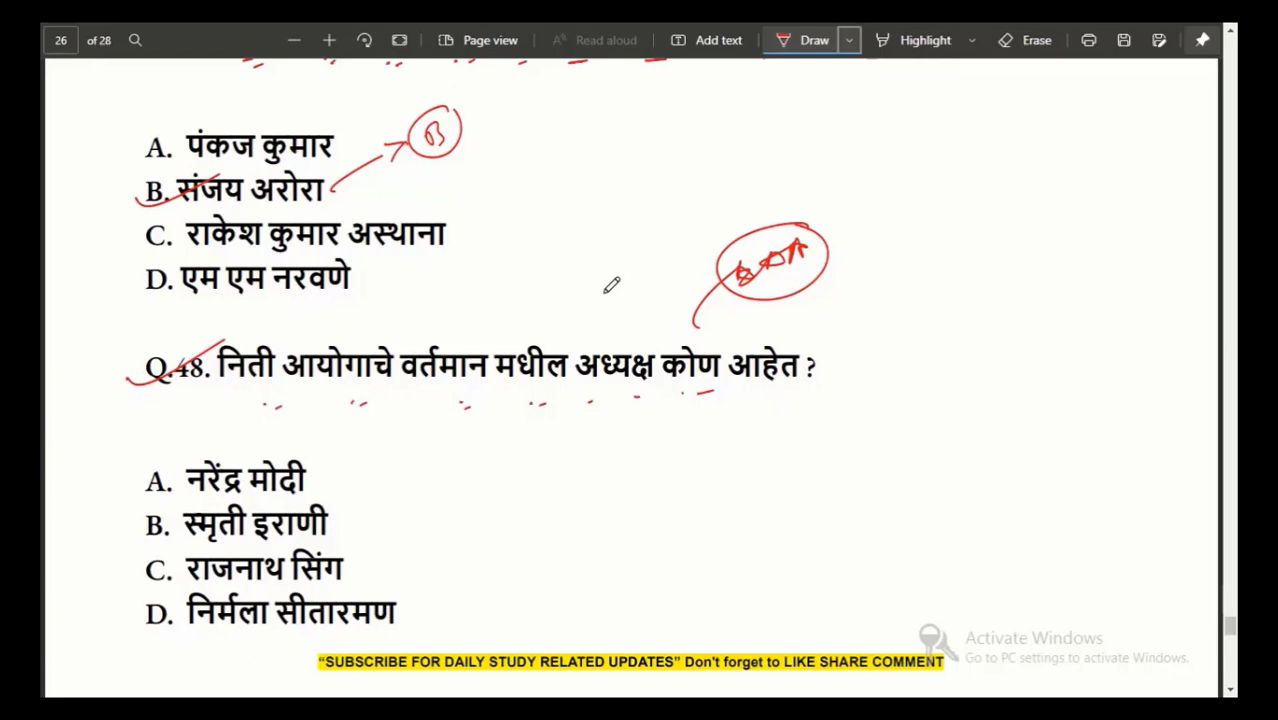 26 of 28 Page view Read aloud Add text Draw Highlight Erase
A. पंकज कुमार
B
B. संजय अरोरा
C. राकेश कुमार अस्थाना
D. एम एम नरवणे
Q.48. निती आयोगाचे वर्तमान मधील अध्यक्ष कोण आहेत ?
A. नरेंद्र मोदी
B. स्मृती इराणी
C. राजनाथ सिंग
D. निर्मला सीतारमण
Activate Windows
Go to PC settings to activate Windows.
“SUBSCRIBE FOR DAILY STUDY RELATED UPDATES” Don't forget to LIKE SHARE COMMENT